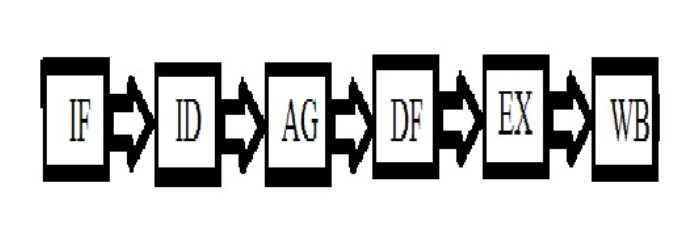 IF ID AG DF EX WB